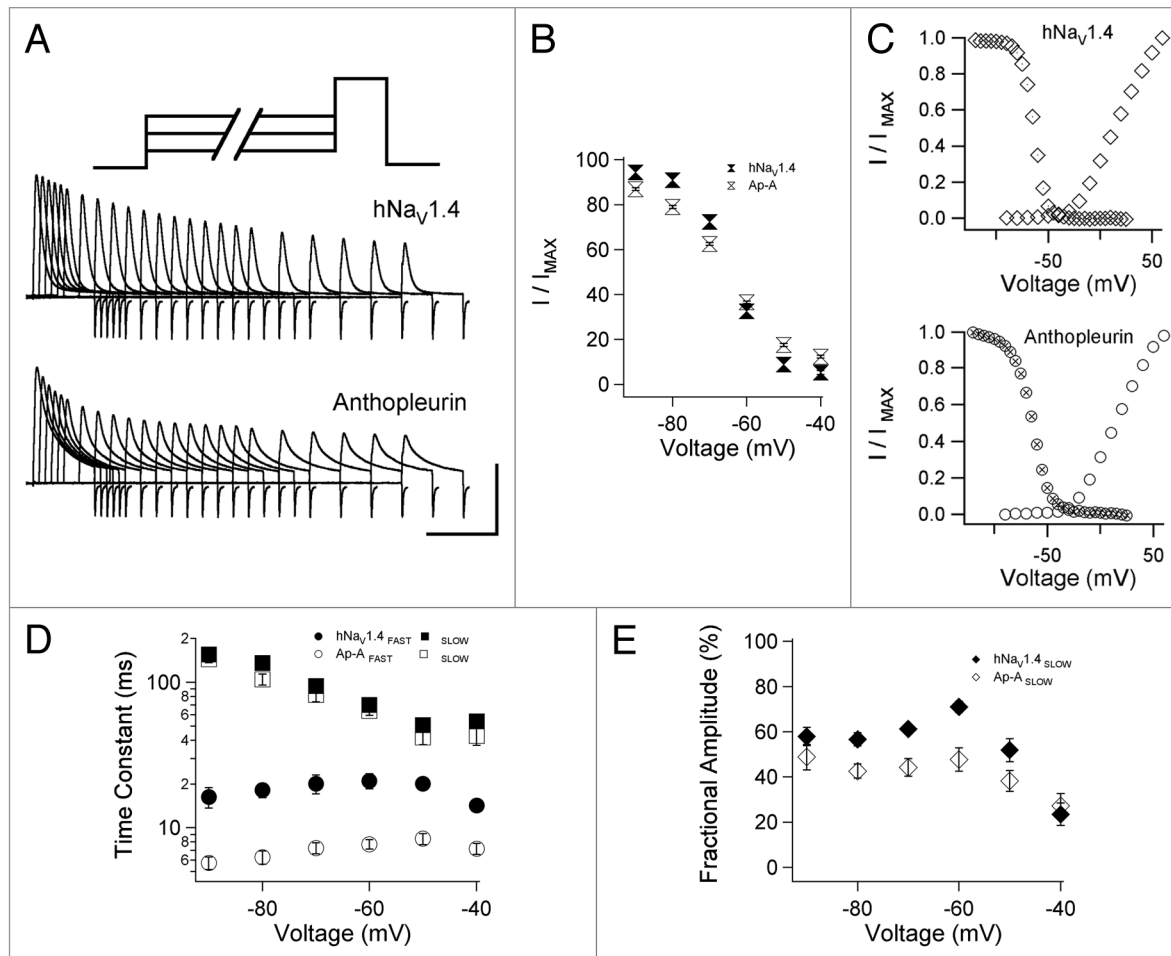 A
hNaV1.4
Anthopleurin
B
I / IMAX
100
80
60
40
20
0
hNaV1.4
Ap-A
-80
-60
-40
Voltage (mV)
C
hNaV1.4
I / IMAX
1.0
0.8
0.6
0.4
0.2
0.0
-50
50
Voltage (mV)
Anthopleurin
I / IMAX
1.0
0.8
0.6
0.4
0.2
0.0
-50
50
Voltage (mV)
D
Time Constant (ms)
2
100
8
6
4
2
10
8
6
hNaV1.4 FAST SLOW
Ap-A FAST SLOW
-80
-60
-40
Voltage (mV)
E
Fractional Amplitude (%)
100
80
60
40
20
0
hNaV1.4 SLOW
Ap-A SLOW
-80
-60
-40
Voltage (mV)